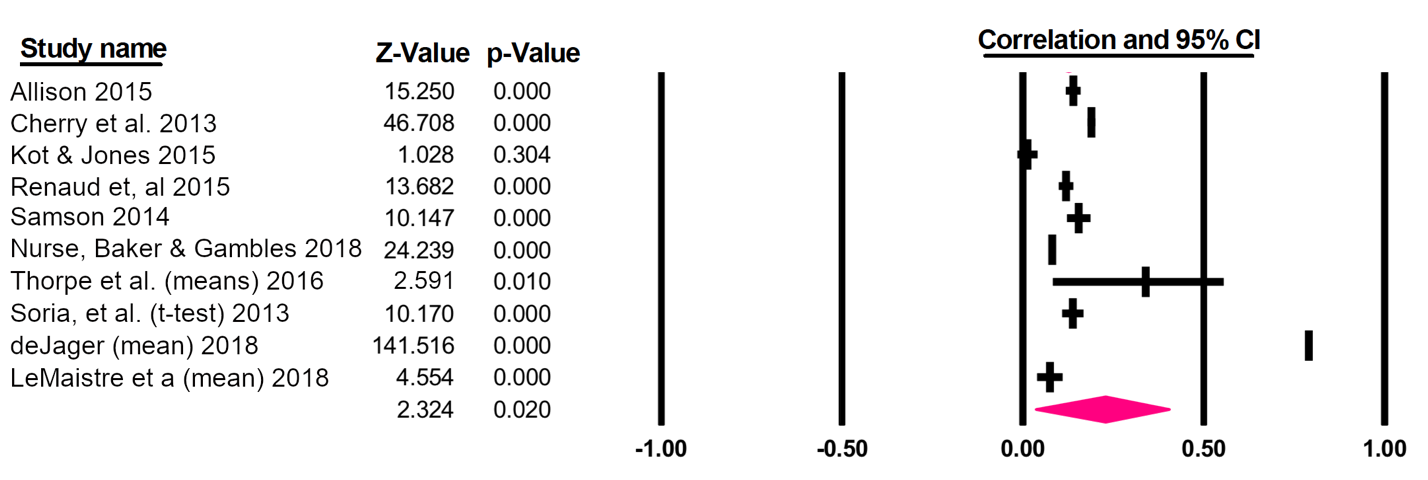 Study name Z-Value p-Value Correlation and 95% CI
Allison 2015 15.250 0.000
Cherry et al. 2013 46.708 0.000
Kot & Jones 2015 1.028 0.304
Renaud et, al 2015 13.682 0.000
Samson 2014 10.147 0.000
Nurse, Baker & Gambles 2018 24.239 0.000
Thorpe et al. (means) 2016 2.591 0.010
Soria, et al. (t-test) 2013 10.170 0.000
deJager (mean) 2018 141.516 0.000
LeMaistre et a (mean) 2018 4.554 0.000
2.324 0.020
-1.00 -0.50 0.00 0.50 1.00